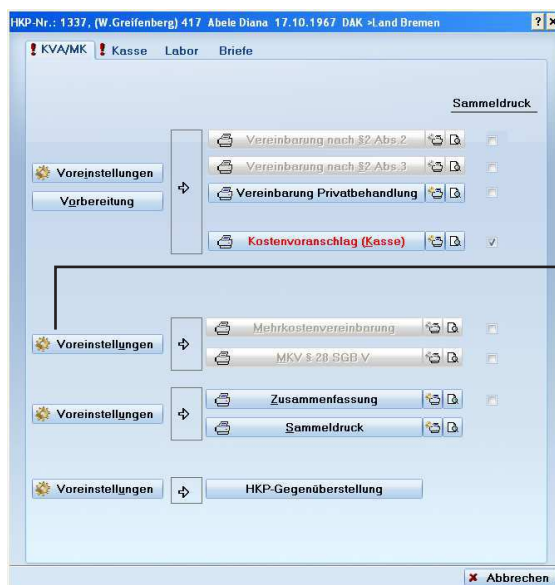 HKP-Nr.: 1337, (W.Greifenberg) 417 Abele Diana 17.10.1967 DAK >Land Bremen ? x
! KVA/MK ! Kasse Labor Briefe
Sammeldruck
Vereinbarung nach §2 Abs.2
Vereinbarung nach §2 Abs.3
Voreinstellungen
Vereinbarung Privatbehandlung
Vorbereitung
Kostenvoranschlag (Kasse)
Mehrkostenvereinbarung
Voreinstellungen
MKV § 28 SGB V
Zusammenfassung
Voreinstellungen
Sammeldruck
Voreinstellungen HKP-Gegenüberstellung
Abbrechen